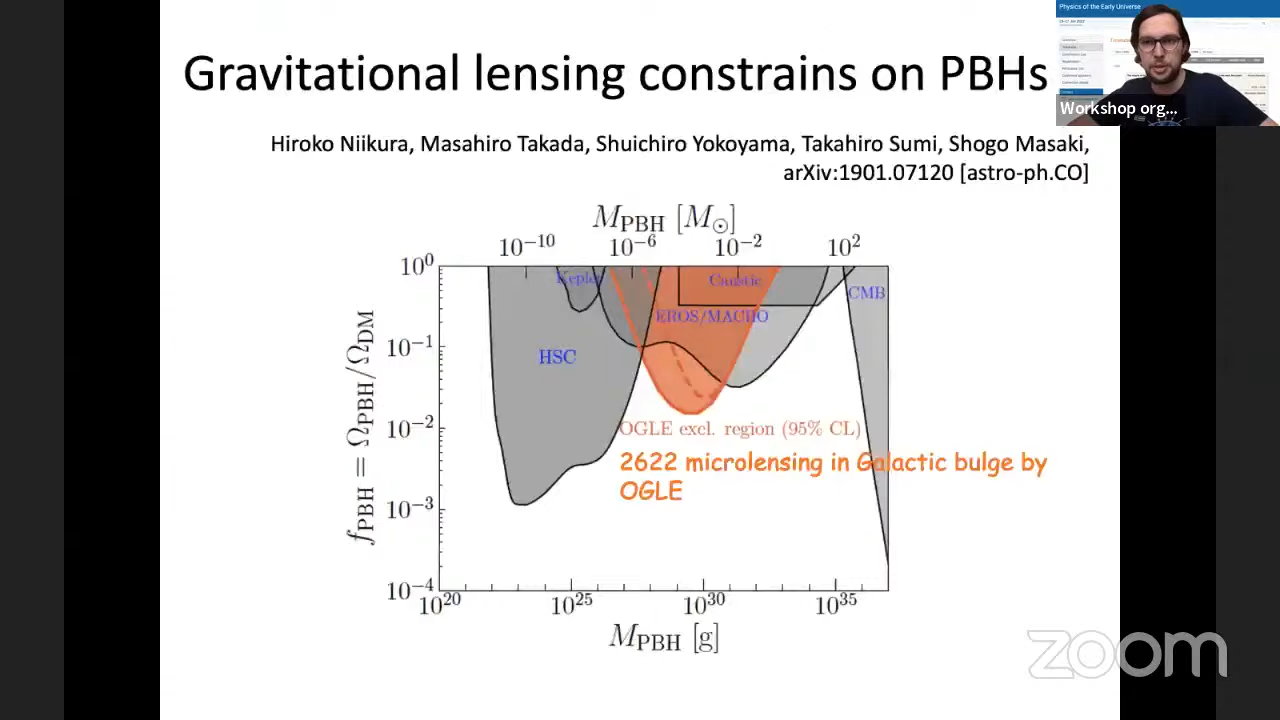 Physics of the Early Universe
Gravitational lensing constrains on PBHs
Workshop org...
Hiroko Niikura, Masahiro Takada, Shuichiro Yokoyama, Takahiro Sumi, Shogo Masaki,
arXiv:1901.07120 [astro-ph.CO]
M_PBH [M_⊙]
10^-10 10^-6 10^-2 10^2
10^0
Kepler
Caustic
CMB
EROS/MACHO
10^-1
HSC
f_PBH = Ω_PBH/Ω_DM
10^-2
OGLE excl. region (95% CL)
2622 microlensing in Galactic bulge by
OGLE
10^-3
10^-4
10^20 10^25 10^30 10^35
M_PBH [g]
zoom